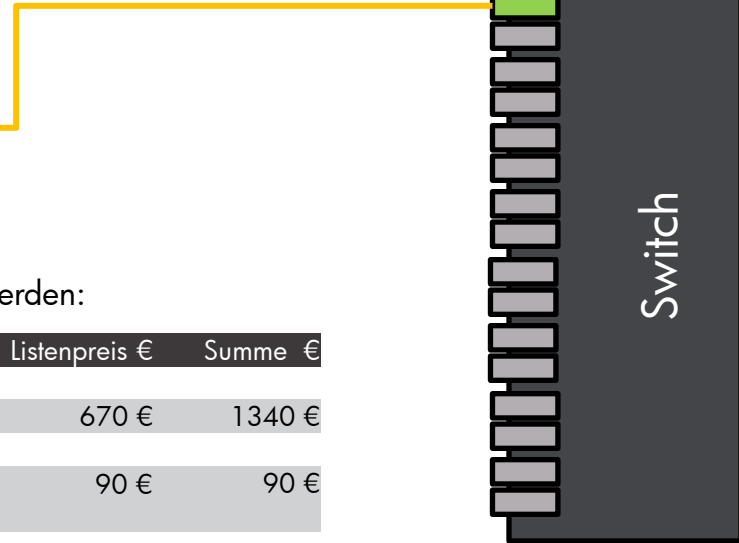 erden:
Listenpreis € Summe €
670 € 1340 €
90 € 90 €
Switch